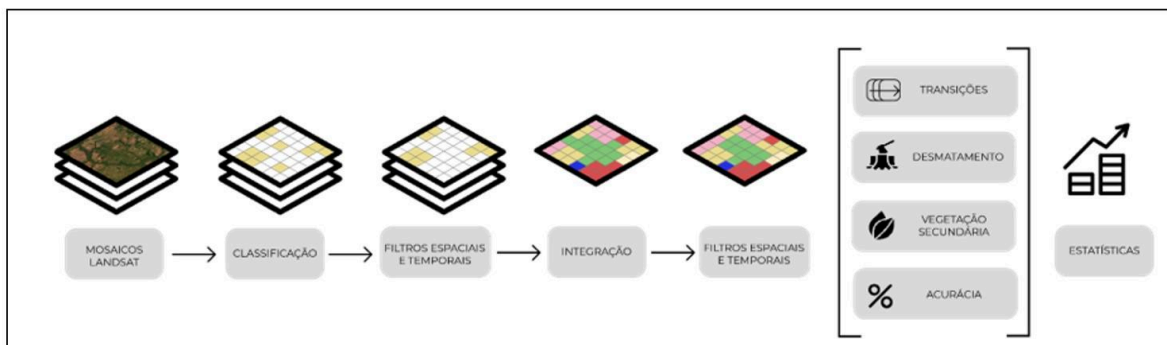 MOSAICOS
LANDSAT
CLASSIFICAÇÃO
FILTROS ESPACIAIS
E TEMPORAIS
INTEGRAÇÃO
FILTROS ESPACIAIS
E TEMPORAIS
TRANSIÇÕES
DESMATAMENTO
VEGETAÇÃO
SECUNDÁRIA
% ACURÁCIA
ESTATÍSTICAS